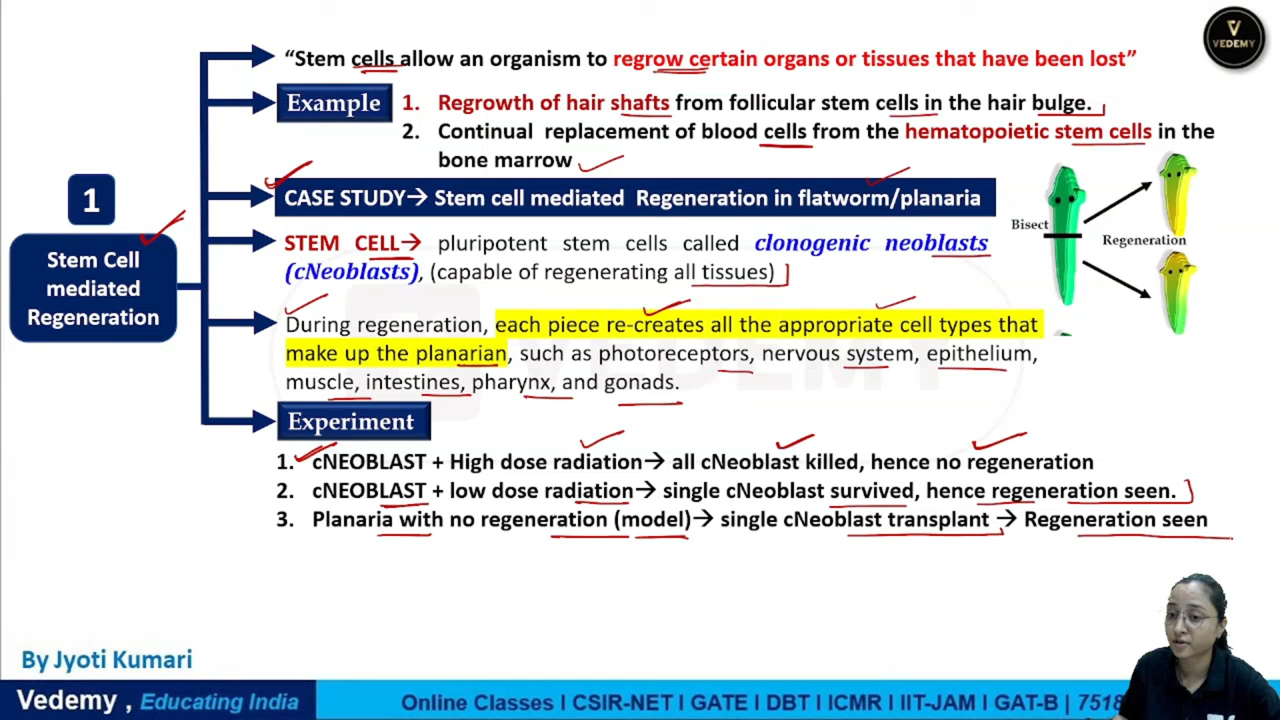 VEDEMY
“Stem cells allow an organism to regrow certain organs or tissues that have been lost”
Example
1. Regrowth of hair shafts from follicular stem cells in the hair bulge.
2. Continual replacement of blood cells from the hematopoietic stem cells in the
bone marrow
1
Stem Cell
mediated
Regeneration
CASE STUDY→ Stem cell mediated Regeneration in flatworm/planaria
STEM CELL→ pluripotent stem cells called clonogenic neoblasts
(cNeoblasts), (capable of regenerating all tissues)
Bisect
Regeneration
During regeneration, each piece re-creates all the appropriate cell types that
make up the planarian, such as photoreceptors, nervous system, epithelium,
muscle, intestines, pharynx, and gonads.
Experiment
1. cNEOBLAST + High dose radiation→ all cNeoblast killed, hence no regeneration
2. cNEOBLAST + low dose radiation→ single cNeoblast survived, hence regeneration seen.
3. Planaria with no regeneration (model)→ single cNeoblast transplant → Regeneration seen
By Jyoti Kumari
Vedemy , Educating India
Online Classes I CSIR-NET I GATE I DBT I ICMR I IIT-JAM I GAT-B I 7518